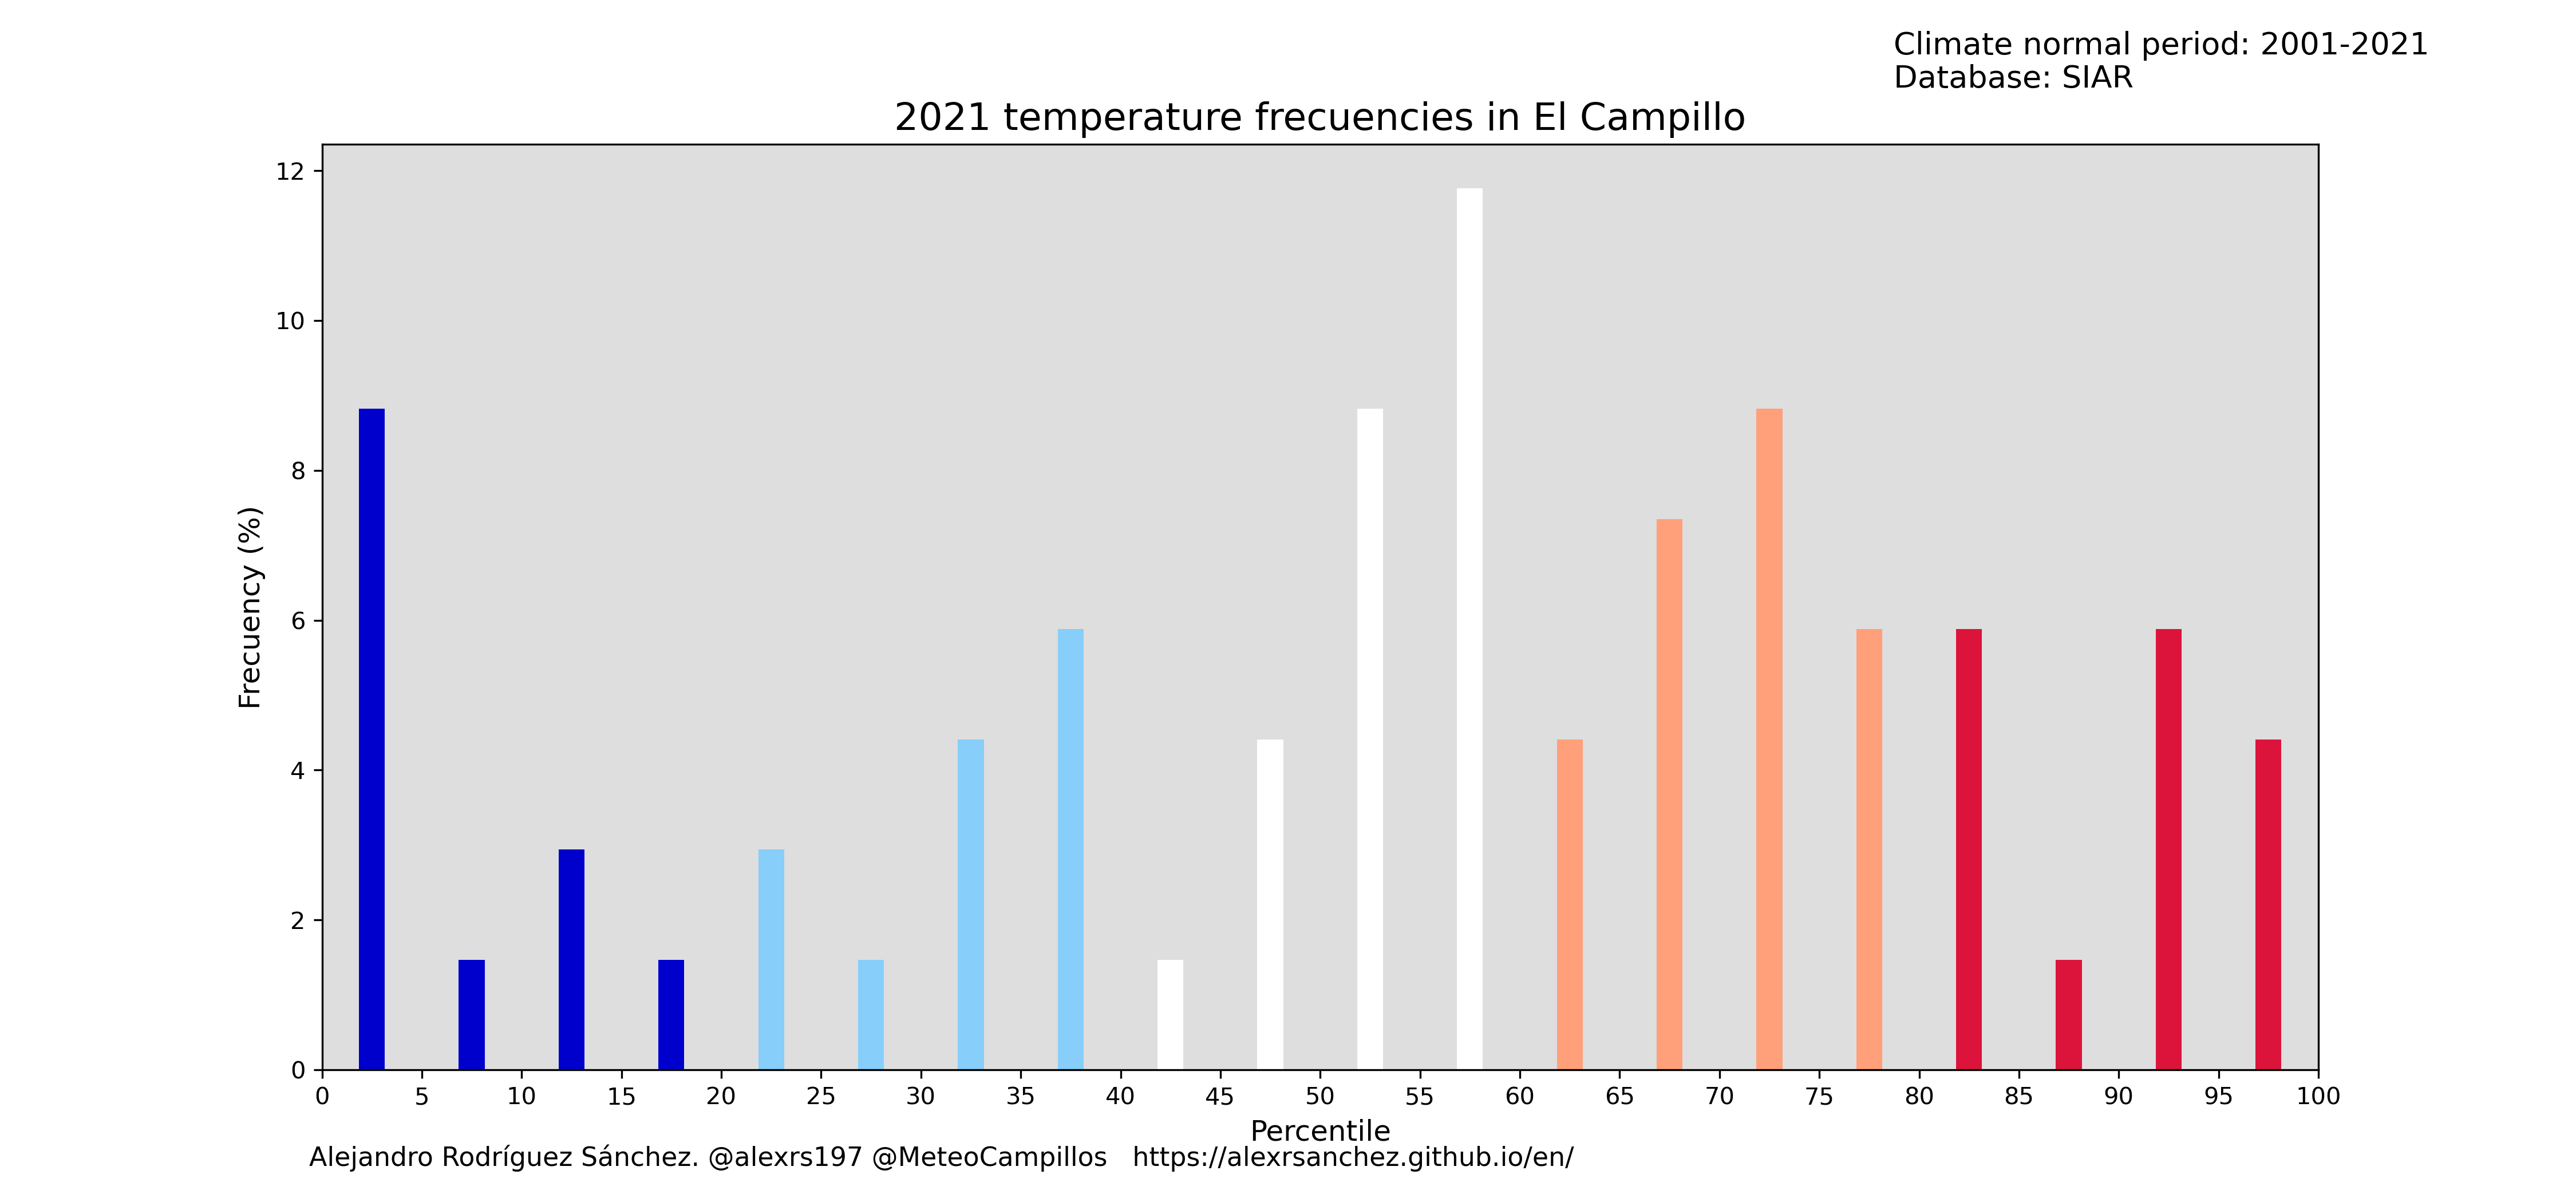 Climate normal period: 2001-2021
Database: SIAR
2021 temperature frecuencies in El Campillo
12
10
8
6
4
2
0
Frecuency (%)
0 5 10 15 20 25 30 35 40 45 50 55 60 65 70 75 80 85 90 95 100
Percentile
Alejandro Rodríguez Sánchez. @alexrs197 @MeteoCampillos https://alexrsanchez.github.io/en/